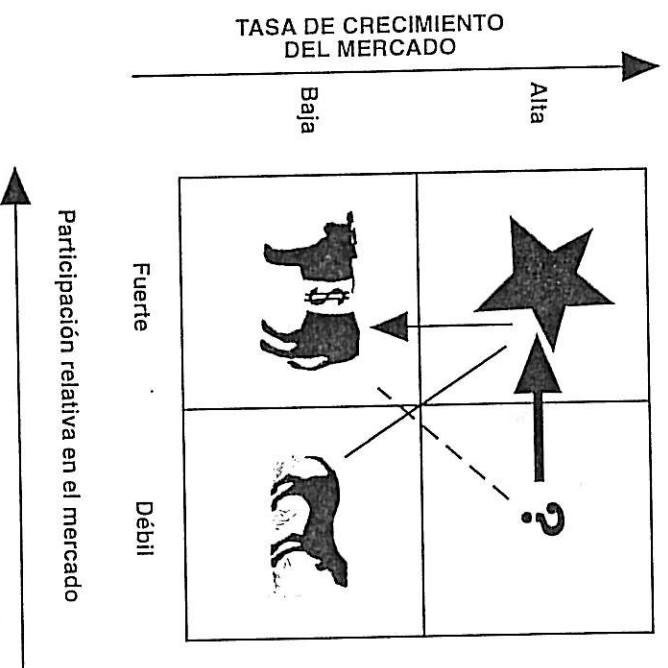 TASA DE CRECIMIENTO
DEL MERCADO
Alta
Baja
$
?
Fuerte
Débil
Participación relativa en el mercado